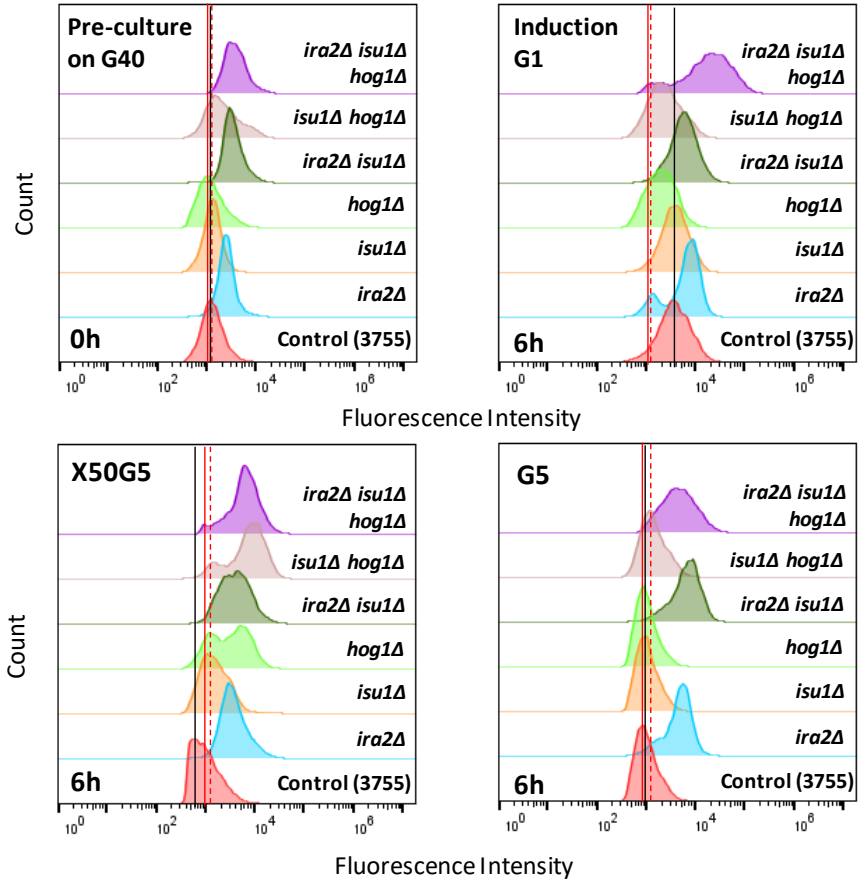 Pre-culture
on G40
ira2Δ isu1Δ
hog1Δ
isu1Δ hog1Δ
ira2Δ isu1Δ
hog1Δ
isu1Δ
ira2Δ
0h
Control (3755)
10^0 10^2 10^4 10^6
Induction
G1
ira2Δ isu1Δ
hog1Δ
isu1Δ hog1Δ
ira2Δ isu1Δ
hog1Δ
isu1Δ
ira2Δ
6h
Control (3755)
10^0 10^2 10^4 10^6
Count
Fluorescence Intensity
X50G5
ira2Δ isu1Δ
hog1Δ
isu1Δ hog1Δ
ira2Δ isu1Δ
hog1Δ
isu1Δ
ira2Δ
6h
Control (3755)
10^0 10^2 10^4 10^6
G5
ira2Δ isu1Δ
hog1Δ
isu1Δ hog1Δ
ira2Δ isu1Δ
hog1Δ
isu1Δ
ira2Δ
6h
Control (3755)
10^0 10^2 10^4 10^6
Count
Fluorescence Intensity